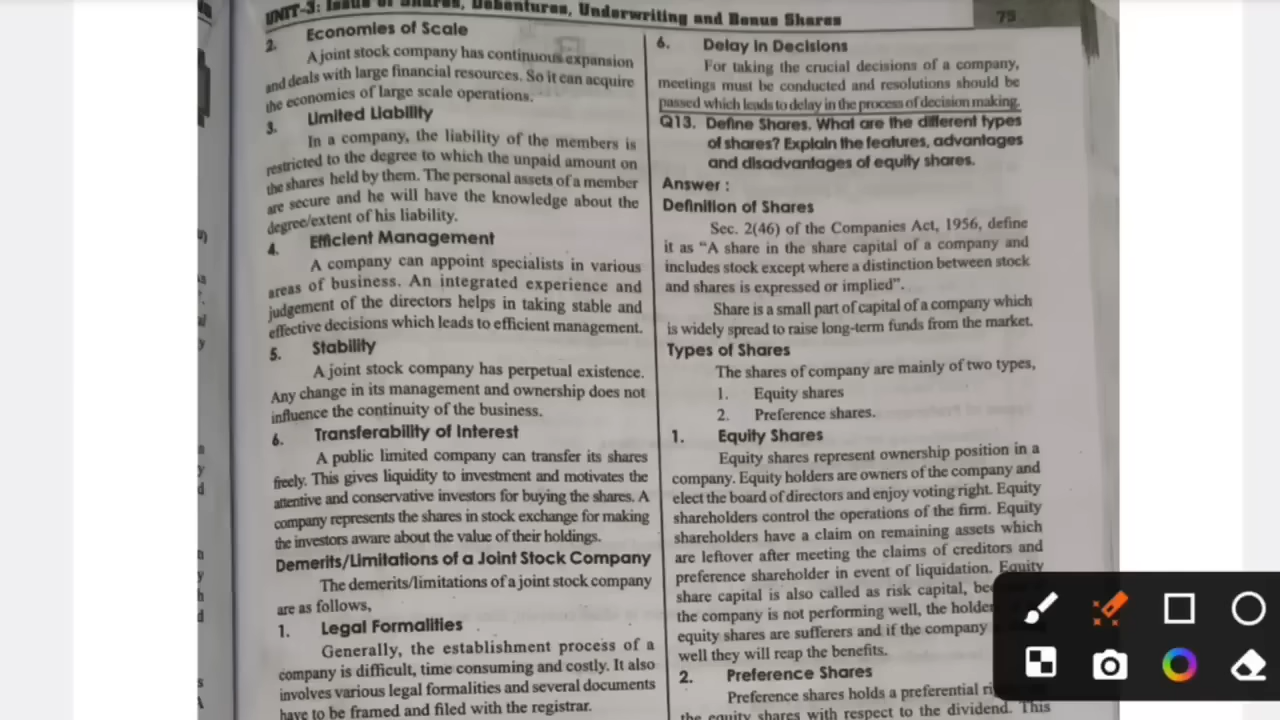 UNIT-3: Issue of Shares, Debentures, Underwriting and Bonus Shares
75
2. Economies of Scale
A joint stock company has continuous expansion
and deals with large financial resources. So it can acquire
the economies of large scale operations.
3. Limited Liability
In a company, the liability of the members is
restricted to the degree to which the unpaid amount on
the shares held by them. The personal assets of a member
are secure and he will have the knowledge about the
degree/extent of his liability.
4. Efficient Management
A company can appoint specialists in various
areas of business. An integrated experience and
judgement of the directors helps in taking stable and
effective decisions which leads to efficient management.
5. Stability
A joint stock company has perpetual existence.
Any change in its management and ownership does not
influence the continuity of the business.
6. Transferability of Interest
A public limited company can transfer its shares
freely. This gives liquidity to investment and motivates the
attentive and conservative investors for buying the shares. A
company represents the shares in stock exchange for making
the investors aware about the value of their holdings.
Demerits/Limitations of a Joint Stock Company
The demerits/limitations of a joint stock company
are as follows,
1. Legal Formalities
Generally, the establishment process of a
company is difficult, time consuming and costly. It also
involves various legal formalities and several documents
have to be framed and filed with the registrar.
6. Delay in Decisions
For taking the crucial decisions of a company,
meetings must be conducted and resolutions should be
passed which leads to delay in the process of decision making.
Q13. Define Shares. What are the different types
of shares? Explain the features, advantages
and disadvantages of equity shares.
Answer :
Definition of Shares
Sec. 2(46) of the Companies Act, 1956, define
it as “A share in the share capital of a company and
includes stock except where a distinction between stock
and shares is expressed or implied”.
Share is a small part of capital of a company which
is widely spread to raise long-term funds from the market.
Types of Shares
The shares of company are mainly of two types,
1. Equity shares
2. Preference shares.
1. Equity Shares
Equity shares represent ownership position in a
company. Equity holders are owners of the company and
elect the board of directors and enjoy voting right. Equity
shareholders control the operations of the firm. Equity
shareholders have a claim on remaining assets which
are leftover after meeting the claims of creditors and
preference shareholder in event of liquidation. Equity
share capital is also called as risk capital,
the company is not performing well, the
equity shares are sufferers and if the company
well they will reap the benefits.
2. Preference Shares
Preference shares holds a preferential
the equity shares with respect to the dividend. This